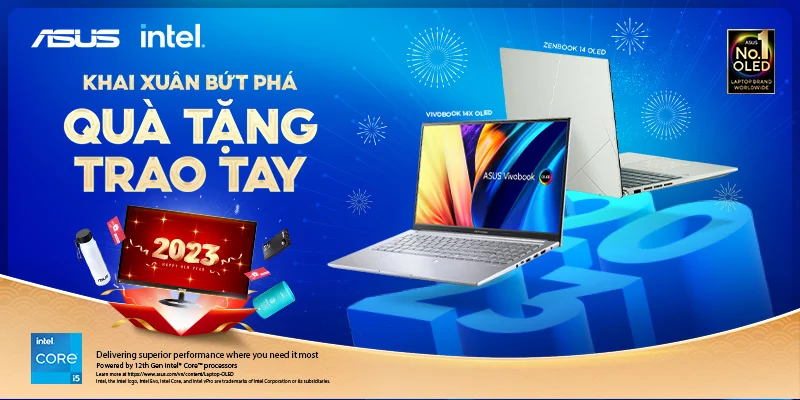 ASUS intel.
KHAI XUÂN BỨT PHÁ
QUÀ TẶNG
TRAO TAY
ZENBOOK 14 OLED
VIVOBOOK 14X OLED
ASUS
No.1
OLED
LAPTOP BRAND
WORLDWIDE
ASUS Vivobook
2023
HAPPY NEW YEAR
intel
CORE
i5
Delivering superior performance where you need it most
Powered by 12th Gen Intel® Core™ processors
Learn more at https://www.asus.com/vn/content/Laptop-OLED
Intel, the Intel logo, Intel Evo, Intel Core, and Intel vPro are trademarks of Intel Corporation or its subsidiaries.